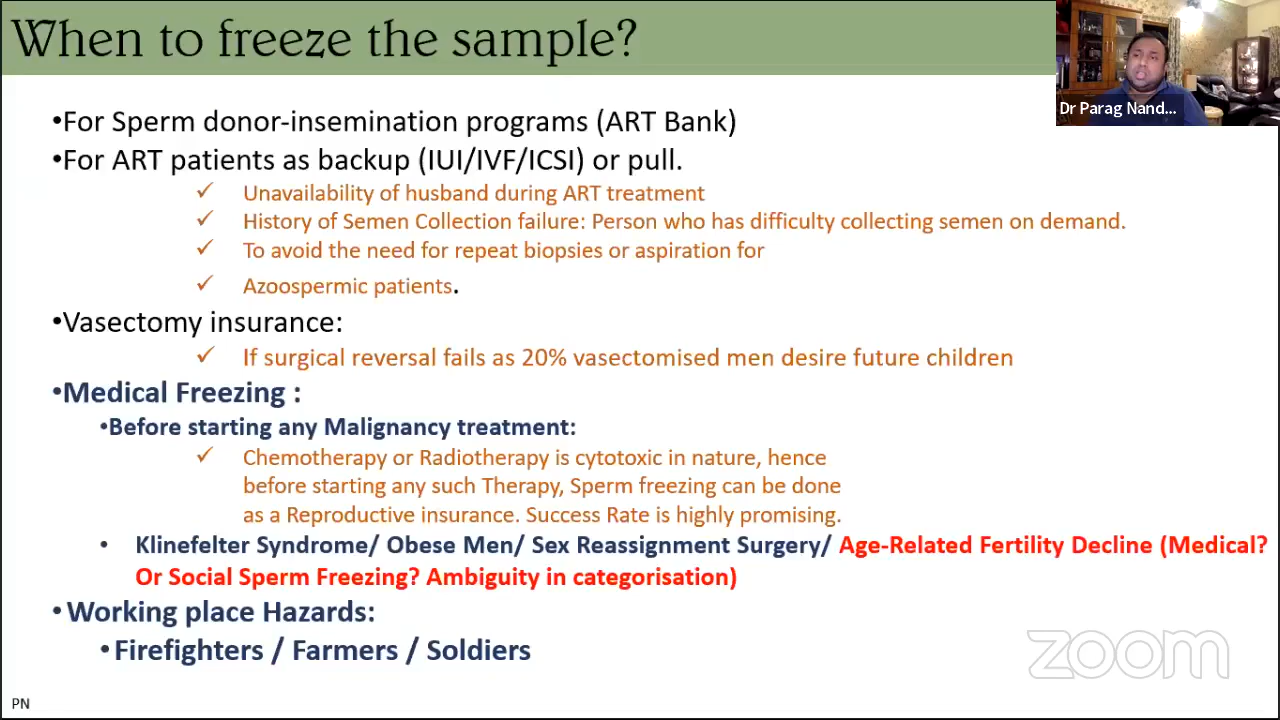 When to freeze the sample?
Dr Parag Nand...
•For Sperm donor-insemination programs (ART Bank)
•For ART patients as backup (IUI/IVF/ICSI) or pull.
✓ Unavailability of husband during ART treatment
✓ History of Semen Collection failure: Person who has difficulty collecting semen on demand.
✓ To avoid the need for repeat biopsies or aspiration for
✓ Azoospermic patients.
•Vasectomy insurance:
✓ If surgical reversal fails as 20% vasectomised men desire future children
•Medical Freezing :
•Before starting any Malignancy treatment:
✓ Chemotherapy or Radiotherapy is cytotoxic in nature, hence
before starting any such Therapy, Sperm freezing can be done
as a Reproductive insurance. Success Rate is highly promising.
• Klinefelter Syndrome/ Obese Men/ Sex Reassignment Surgery/ Age-Related Fertility Decline (Medical?
Or Social Sperm Freezing? Ambiguity in categorisation)
• Working place Hazards:
•Firefighters / Farmers / Soldiers
zoom
PN